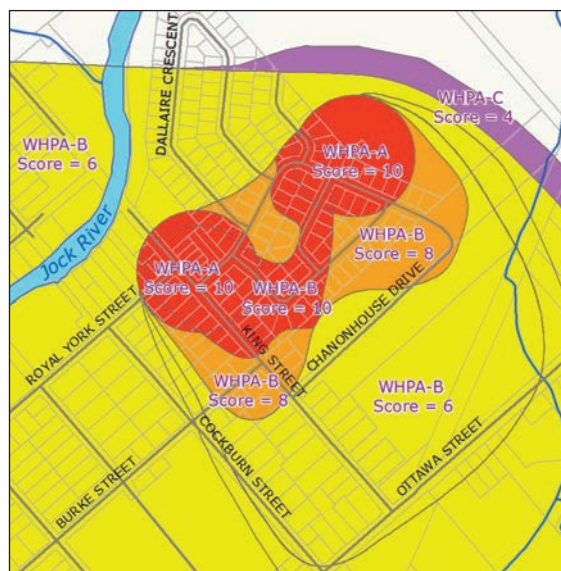 DALLAIRE CRESCENT
WHPA-C
Score = 4
WHPA-B
Score = 6
WHPA-A
Score = 10
Jock River
WHPA-B
Score = 8
WHPA-A
Score = 10
WHPA-B
Score = 10
ROYAL YORK STREET
KING STREET
CHANONHOUSE DRIVE
WHPA-B
Score = 8
WHPA-B
Score = 6
COCKBURN STREET
OTTAWA STREET
BURKE STREET